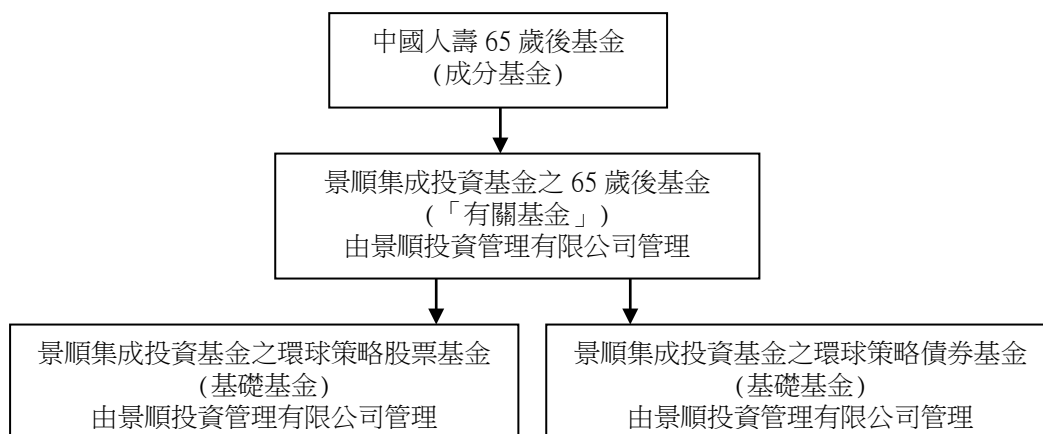 中國人壽 65 歲後基金
(成分基金)
景順集成投資基金之 65 歲後基金
(「有關基金」)
由景順投資管理有限公司管理
景順集成投資基金之環球策略股票基金
(基礎基金)
由景順投資管理有限公司管理
景順集成投資基金之環球策略債券基金
(基礎基金)
由景順投資管理有限公司管理